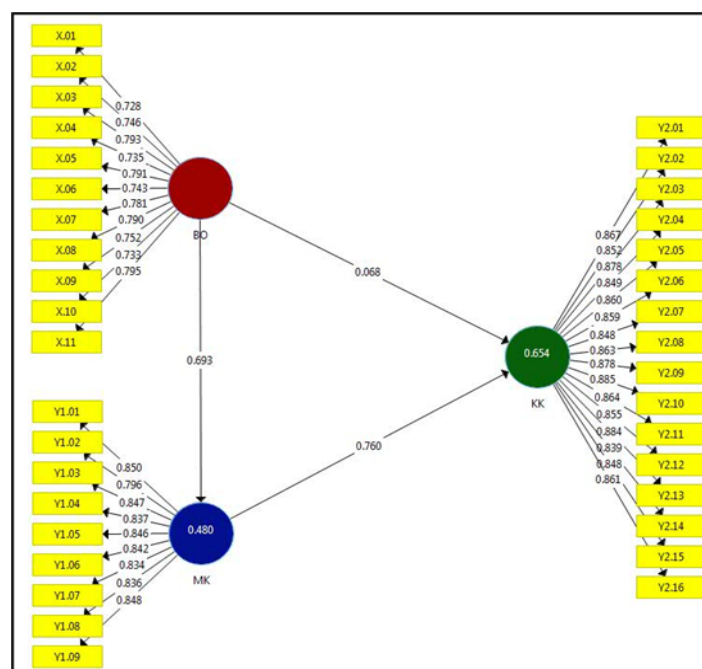 X.01
X.02
X.03
X.04
X.05
X.06
X.07
X.08
X.09
X.10
X.11
0.728
0.746
0.793
0.735
0.791
0.743
0.781
0.790
0.752
0.733
0.795
BO
0.068
0.693
0.760
Y1.01
Y1.02
Y1.03
Y1.04
Y1.05
Y1.06
Y1.07
Y1.08
Y1.09
0.850
0.796
0.847
0.837
0.846
0.842
0.834
0.836
0.848
0.480
MK
0.654
KK
0.867
0.852
0.878
0.849
0.860
0.859
0.848
0.863
0.878
0.885
0.864
0.855
0.884
0.839
0.848
0.861
Y2.01
Y2.02
Y2.03
Y2.04
Y2.05
Y2.06
Y2.07
Y2.08
Y2.09
Y2.10
Y2.11
Y2.12
Y2.13
Y2.14
Y2.15
Y2.16